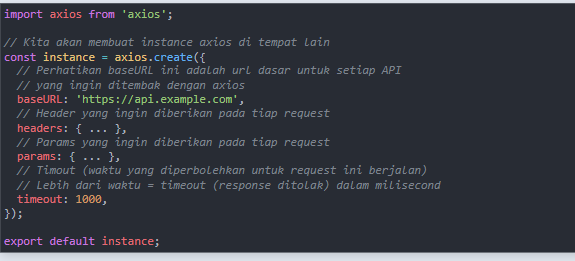 import axios from 'axios';
// Kita akan membuat instance axios di tempat lain
const instance = axios.create({
// Perhatikan baseURL ini adalah url dasar untuk setiap API
// yang ingin ditembak dengan axios
baseURL: 'https://api.example.com',
// Header yang ingin diberikan pada tiap request
headers: { ... },
// Params yang ingin diberikan pada tiap request
params: { ... },
// Timout (waktu yang diperbolehkan untuk request ini berjalan)
// Lebih dari waktu = timeout (response ditolak) dalam milisecond
timeout: 1000,
});
export default instance;